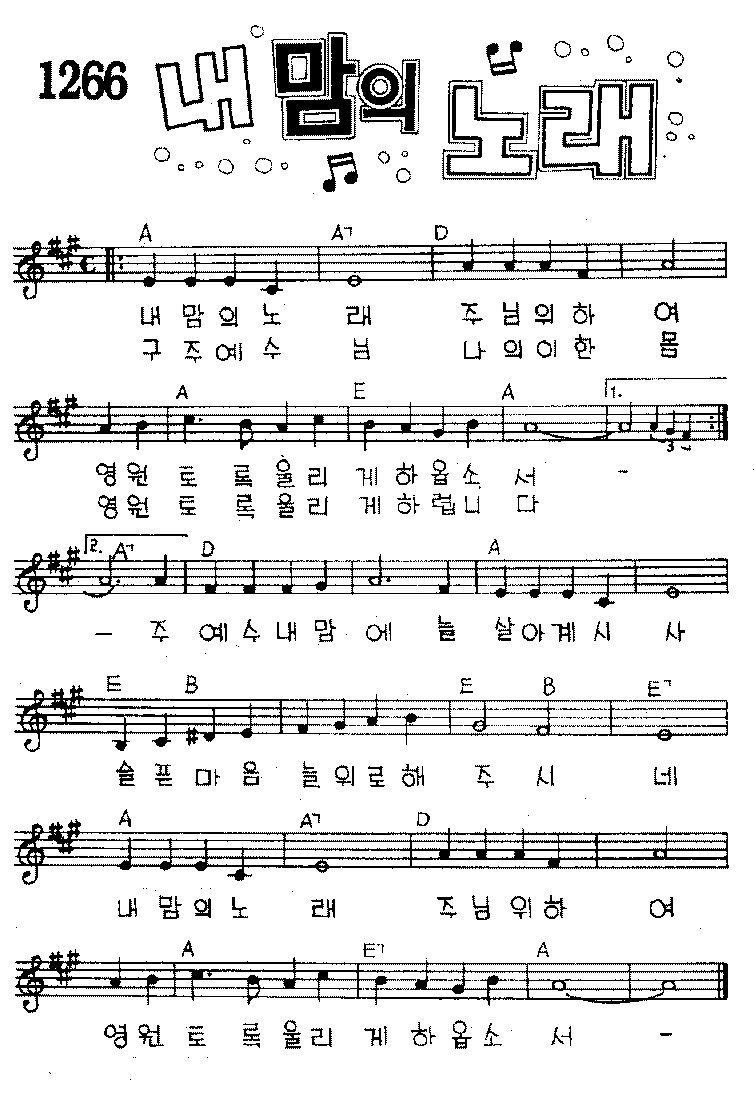 1266 내 맘의 노래
A A7 D
내 맘 의 노 래 주 님 위 하 여
구 주 예 수 님 나 의 이 한 몸
A E A 1.
영 원 토 록 울 리 게 하 옵 소 서 -
영 원 토 록 울 리 게 하 렵 니 다
3
2. A7 D A
- 주 예 수 내 맘 에 늘 살 아 계 시 사
E B E B E7
슬 픈 마 음 늘 위 로 해 주 시 네
A A7 D
내 맘 의 노 래 주 님 위 하 여
A E7 A
영 원 토 록 울 리 게 하 옵 소 서 -